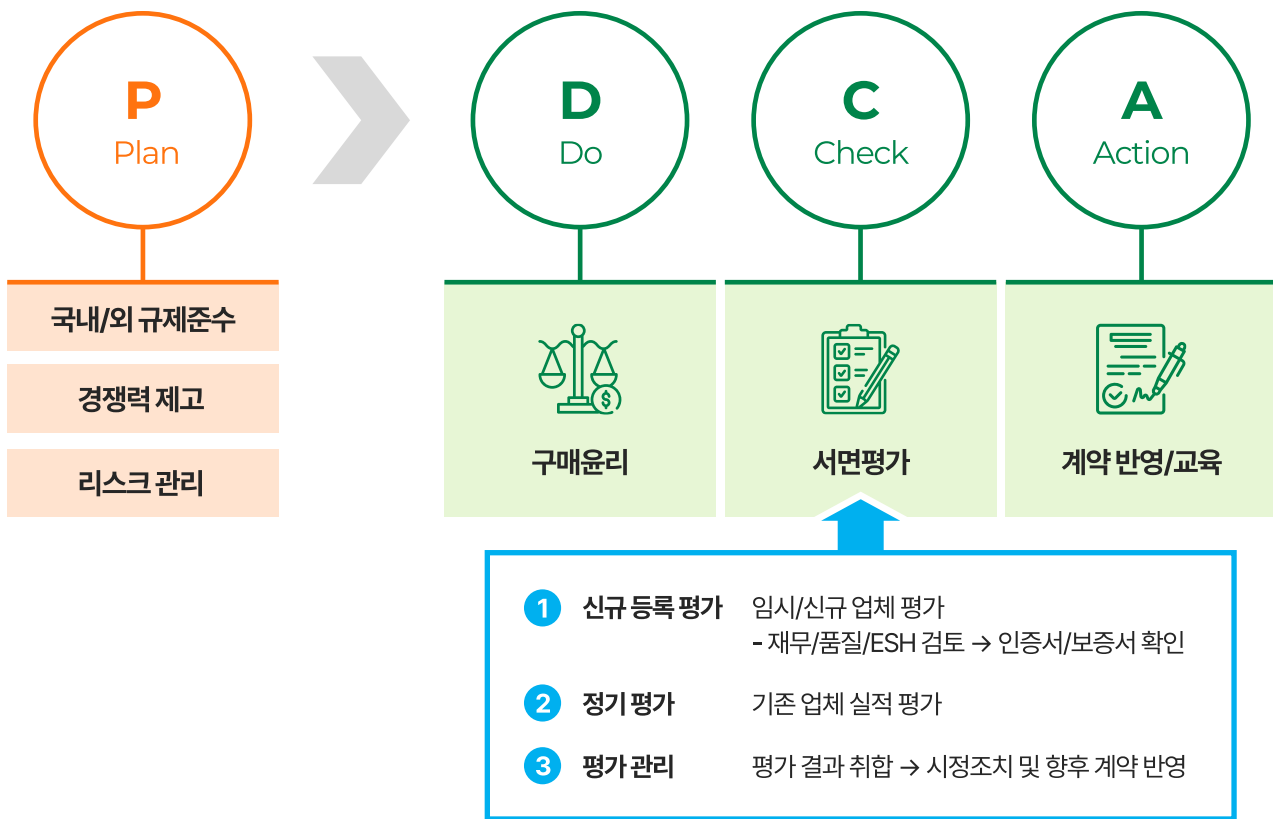 P
Plan
국내/외 규제준수
경쟁력 제고
리스크 관리
D
Do
구매윤리
C
Check
서면평가
A
Action
계약 반영/교육
1 신규 등록 평가 임시/신규 업체 평가
- 재무/품질/ESH 검토 → 인증서/보증서 확인
2 정기 평가 기존 업체 실적 평가
3 평가 관리 평가 결과 취합 → 시정조치 및 향후 계약 반영
$